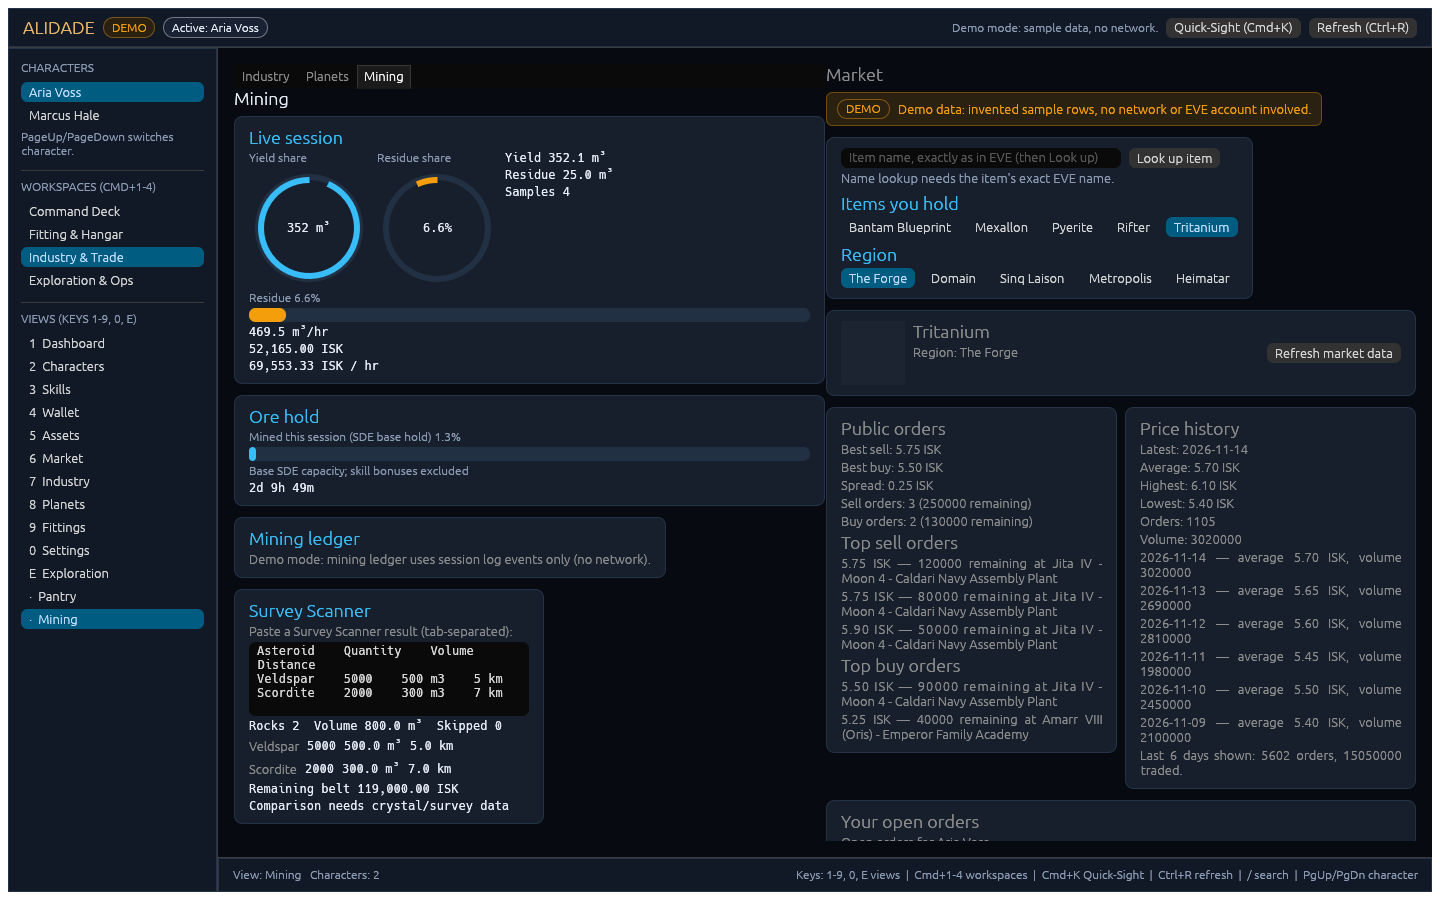 ALIDADE DEMO Active: Aria Voss
Demo mode: sample data, no network. Quick-Sight (Cmd+K) Refresh (Ctrl+R)
CHARACTERS
Aria Voss
Marcus Hale
PageUp/PageDown switches
character.
WORKSPACES (CMD+1-4)
Command Deck
Fitting & Hangar
Industry & Trade
Exploration & Ops
VIEWS (KEYS 1-9, 0, E)
1 Dashboard
2 Characters
3 Skills
4 Wallet
5 Assets
6 Market
7 Industry
8 Planets
9 Fittings
0 Settings
E Exploration
· Pantry
· Mining
Industry Planets Mining
Mining
Live session
Yield share
352 m³
Residue share
6.6%
Yield 352.1 m³
Residue 25.0 m³
Samples 4
Residue 6.6%
469.5 m³/hr
52,165.00 ISK
69,553.33 ISK / hr
Ore hold
Mined this session (SDE base hold) 1.3%
Base SDE capacity; skill bonuses excluded
2d 9h 49m
Mining ledger
Demo mode: mining ledger uses session log events only (no network).
Survey Scanner
Paste a Survey Scanner result (tab-separated):
Asteroid Quantity Volume
Distance
Veldspar 5000 500 m3 5 km
Scordite 2000 300 m3 7 km
Rocks 2 Volume 800.0 m³ Skipped 0
Veldspar 5000 500.0 m³ 5.0 km
Scordite 2000 300.0 m³ 7.0 km
Remaining belt 119,000.00 ISK
Comparison needs crystal/survey data
Market
DEMO Demo data: invented sample rows, no network or EVE account involved.
Item name, exactly as in EVE (then Look up) Look up item
Name lookup needs the item's exact EVE name.
Items you hold
Bantam Blueprint Mexallon Pyerite Rifter Tritanium
Region
The Forge Domain Sinq Laison Metropolis Heimatar
Tritanium
Region: The Forge
Refresh market data
Public orders
Best sell: 5.75 ISK
Best buy: 5.50 ISK
Spread: 0.25 ISK
Sell orders: 3 (250000 remaining)
Buy orders: 2 (130000 remaining)
Top sell orders
5.75 ISK — 120000 remaining at Jita IV -
Moon 4 - Caldari Navy Assembly Plant
5.75 ISK — 80000 remaining at Jita IV -
Moon 4 - Caldari Navy Assembly Plant
5.90 ISK — 50000 remaining at Jita IV -
Moon 4 - Caldari Navy Assembly Plant
Top buy orders
5.50 ISK — 90000 remaining at Jita IV -
Moon 4 - Caldari Navy Assembly Plant
5.25 ISK — 40000 remaining at Amarr VIII
(Oris) - Emperor Family Academy
Price history
Latest: 2026-11-14
Average: 5.70 ISK
Highest: 6.10 ISK
Lowest: 5.40 ISK
Orders: 1105
Volume: 3020000
2026-11-14 — average 5.70 ISK, volume
3020000
2026-11-13 — average 5.65 ISK, volume
2690000
2026-11-12 — average 5.60 ISK, volume
2810000
2026-11-11 — average 5.45 ISK, volume
1980000
2026-11-10 — average 5.50 ISK, volume
2450000
2026-11-09 — average 5.40 ISK, volume
2100000
Last 6 days shown: 5602 orders, 15050000
traded.
Your open orders
Open orders for Aria Voss
View: Mining Characters: 2
Keys: 1-9, 0, E views | Cmd+1-4 workspaces | Cmd+K Quick-Sight | Ctrl+R refresh | / search | PgUp/PgDn character